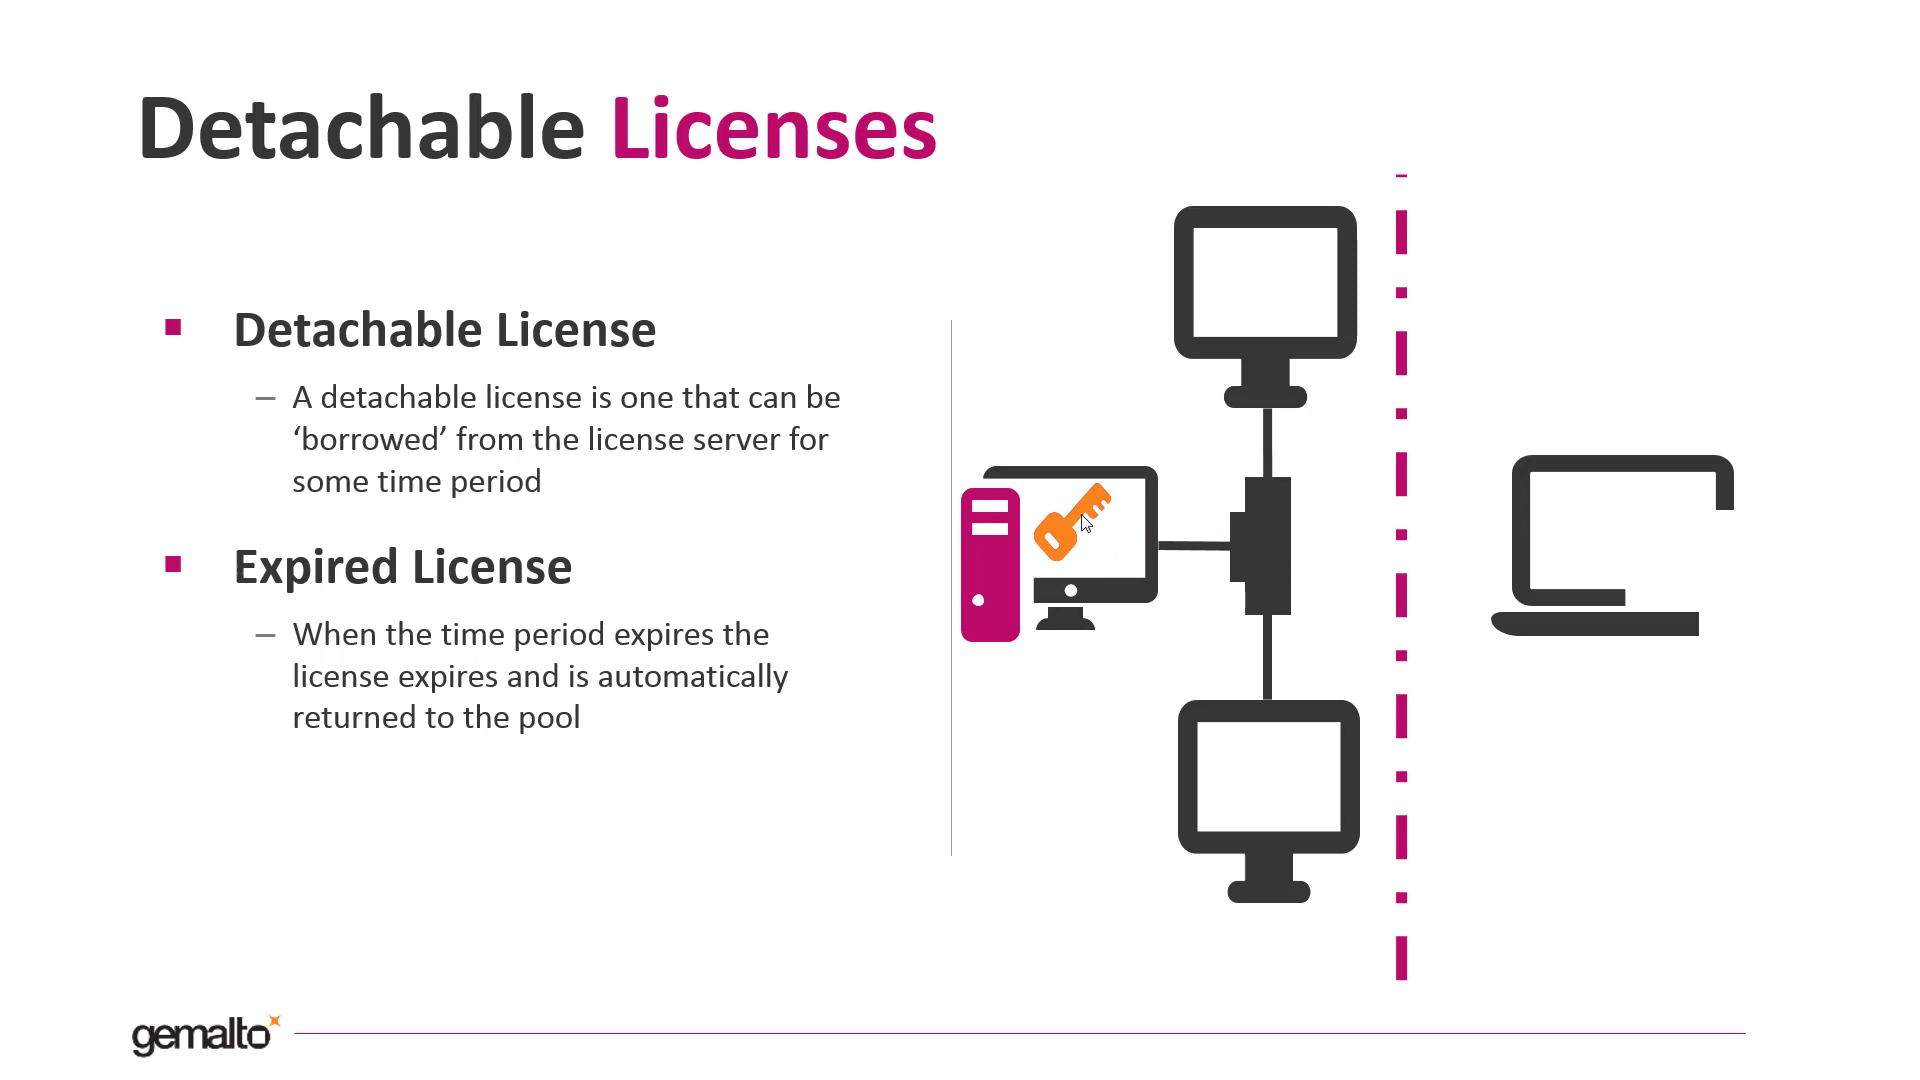 Detachable Licenses
▪ Detachable License
– A detachable license is one that can be
‘borrowed’ from the license server for
some time period
▪ Expired License
– When the time period expires the
license expires and is automatically
returned to the pool
gemalto